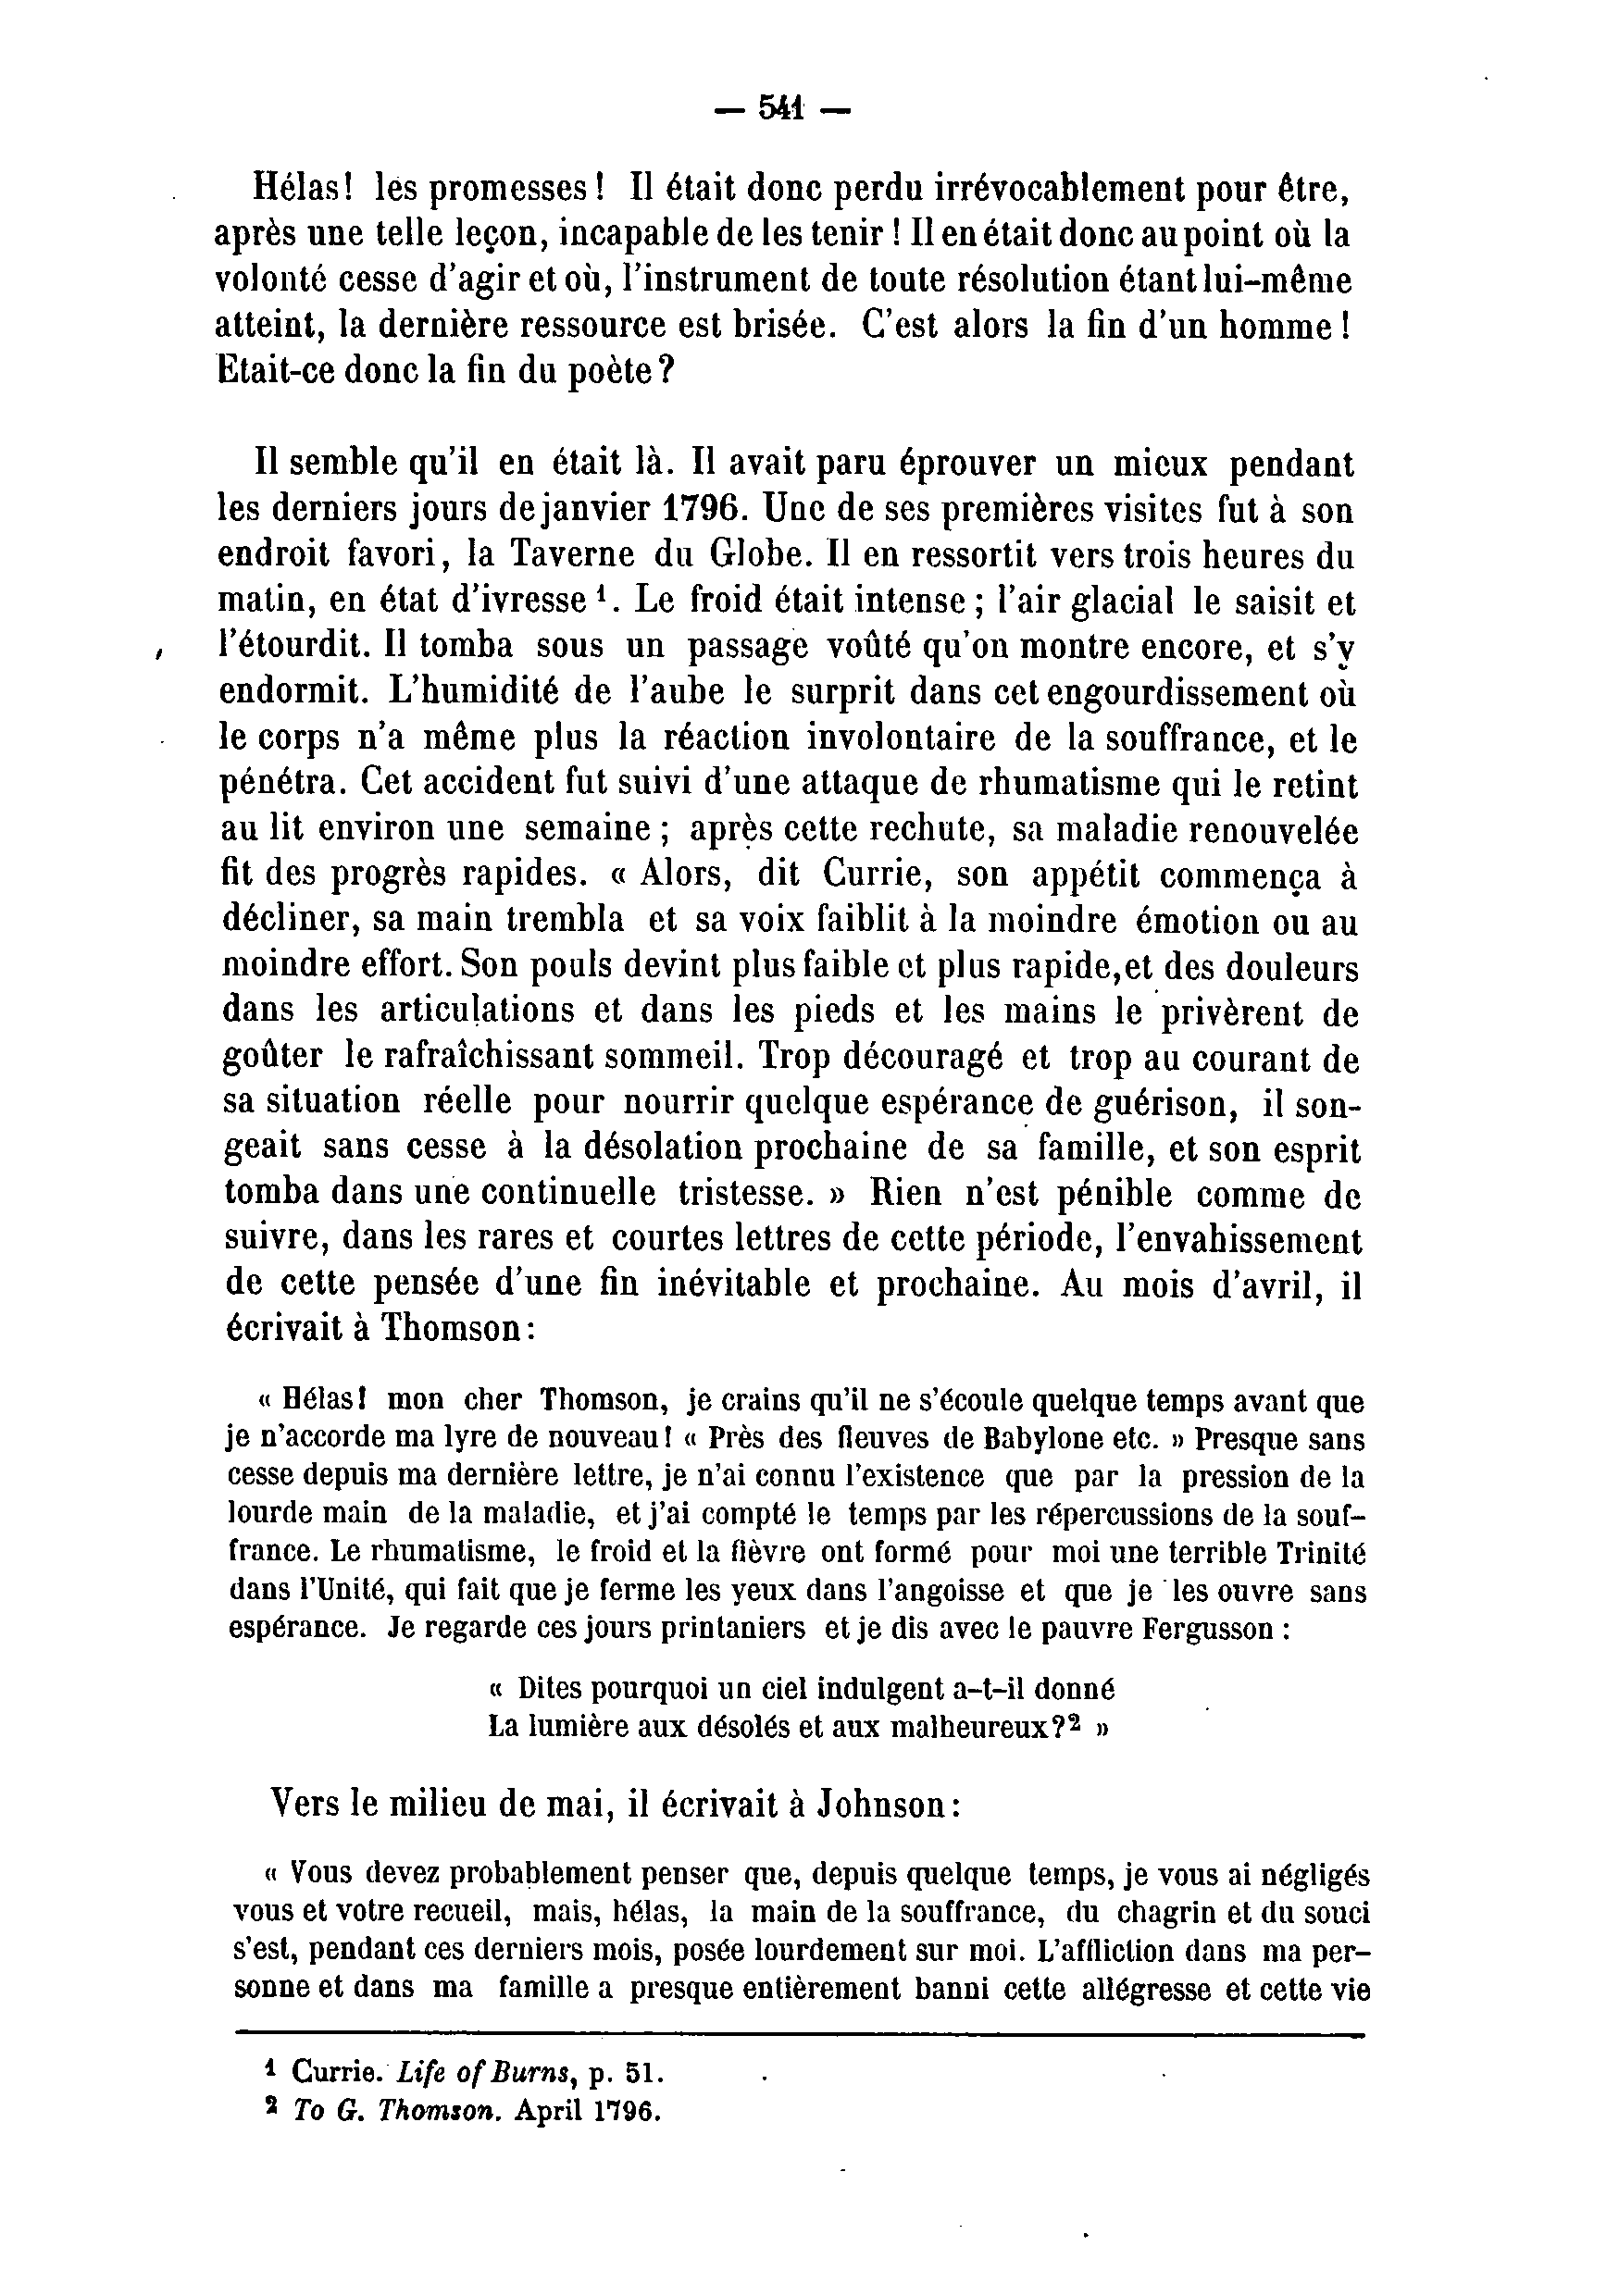 — 541 —
Hélas! les promesses ! Il était donc perdu irrévocablement pour être,
après une telle leçon, incapable de les tenir ! Il en était donc au point où la
volonté cesse d'agir et où, l'instrument de toute résolution étant lui-même
atteint, la dernière ressource est brisée. C'est alors la fin d'un homme !
Etait-ce donc la fin du poète ?
Il semble qu'il en était là. Il avait paru éprouver un mieux pendant
les derniers jours de janvier 1796. Une de ses premières visites fut à son
endroit favori, la Taverne du Globe. Il en ressortit vers trois heures du
matin, en état d'ivresse ¹. Le froid était intense ; l'air glacial le saisit et
l'étourdit. Il tomba sous un passage voûté qu'on montre encore, et s'y
endormit. L'humidité de l'aube le surprit dans cet engourdissement où
le corps n'a même plus la réaction involontaire de la souffrance, et le
pénétra. Cet accident fut suivi d'une attaque de rhumatisme qui le retint
au lit environ une semaine ; après cette rechute, sa maladie renouvelée
fit des progrès rapides. « Alors, dit Currie, son appétit commença à
décliner, sa main trembla et sa voix faiblit à la moindre émotion ou au
moindre effort. Son pouls devint plus faible et plus rapide, et des douleurs
dans les articulations et dans les pieds et les mains le privèrent de
goûter le rafraîchissant sommeil. Trop découragé et trop au courant de
sa situation réelle pour nourrir quelque espérance de guérison, il son-
geait sans cesse à la désolation prochaine de sa famille, et son esprit
tomba dans une continuelle tristesse. » Rien n'est pénible comme de
suivre, dans les rares et courtes lettres de cette période, l'envahissement
de cette pensée d'une fin inévitable et prochaine. Au mois d'avril, il
écrivait à Thomson :
« Hélas! mon cher Thomson, je crains qu'il ne s'écoule quelque temps avant que
je n'accorde ma lyre de nouveau! « Près des fleuves de Babylone etc. » Presque sans
cesse depuis ma dernière lettre, je n'ai connu l'existence que par la pression de la
lourde main de la maladie, et j'ai compté le temps par les répercussions de la souf-
france. Le rhumatisme, le froid et la fièvre ont formé pour moi une terrible Trinité
dans l'Unité, qui fait que je ferme les yeux dans l'angoisse et que je les ouvre sans
espérance. Je regarde ces jours printaniers et je dis avec le pauvre Fergusson :
« Dites pourquoi un ciel indulgent a-t-il donné
La lumière aux désolés et aux malheureux?² »
Vers le milieu de mai, il écrivait à Johnson :
« Vous devez probablement penser que, depuis quelque temps, je vous ai négligés
vous et votre recueil, mais, hélas, la main de la souffrance, du chagrin et du souci
s'est, pendant ces derniers mois, posée lourdement sur moi. L'affliction dans ma per-
sonne et dans ma famille a presque entièrement banni cette allégresse et cette vie
¹ Currie. Life of Burns, p. 51.
² To G. Thomson. April 1796.